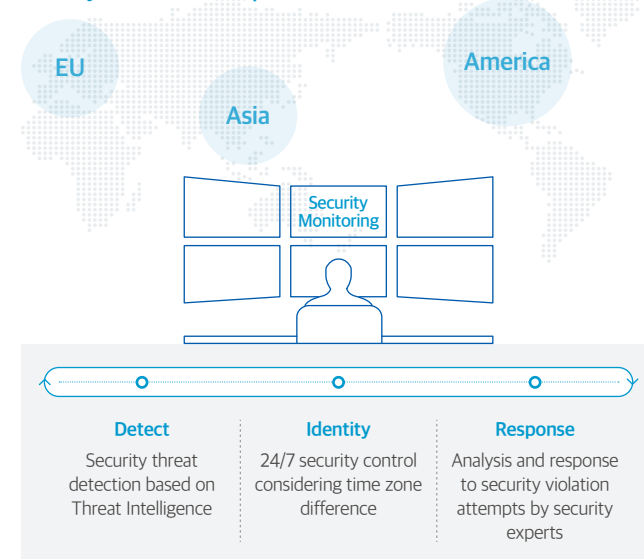 EU
America
Asia
Security
Monitoring
Detect
Security threat
detection based on
Threat Intelligence
Identity
24/7 security control
considering time zone
difference
Response
Analysis and response
to security violation
attempts by security
experts